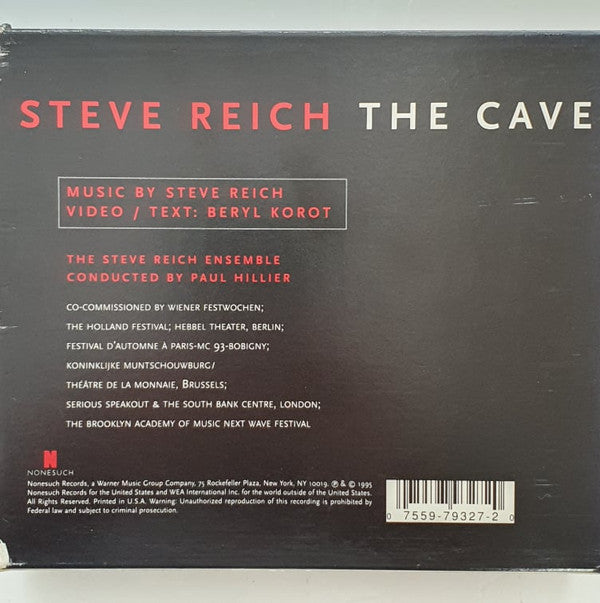 STEVE REICH THE CAVE
MUSIC BY STEVE REICH
VIDEO / TEXT: BERYL KOROT
THE STEVE REICH ENSEMBLE
CONDUCTED BY PAUL HILLIER
CO-COMMISSIONED BY WIENER FESTWOCHEN;
THE HOLLAND FESTIVAL; HEBBEL THEATER, BERLIN;
FESTIVAL D'AUTOMNE À PARIS-MC 93-BOBIGNY;
KONINKLIJKE MUNTSCHOUWBURG/
THÉÂTRE DE LA MONNAIE, BRUSSELS;
SERIOUS SPEAKOUT & THE SOUTH BANK CENTRE, LONDON;
THE BROOKLYN ACADEMY OF MUSIC NEXT WAVE FESTIVAL
N
NONESUCH
Nonesuch Records, a Warner Music Group Company, 75 Rockefeller Plaza, New York, NY 10019. ℗ & © 1995
Nonesuch Records for the United States and WEA International Inc. for the world outside of the United States.
All Rights Reserved. Printed in U.S.A. Warning: Unauthorized reproduction of this recording is prohibited by
Federal law and subject to criminal prosecution.
0 7559-79327-2 0